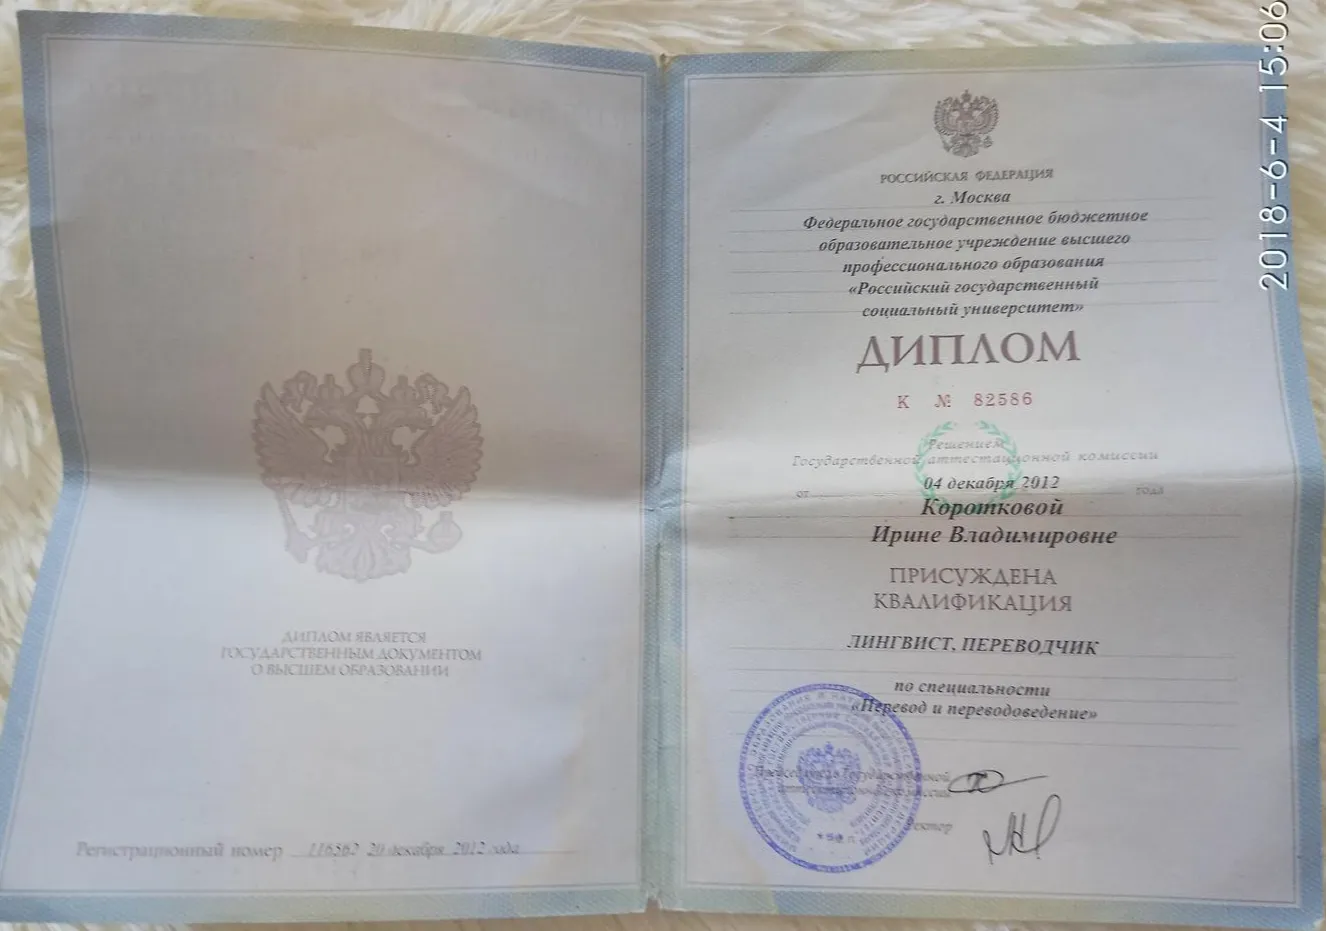 ДИПЛОМ ЯВЛЯЕТСЯ
ГОСУДАРСТВЕННЫМ ДОКУМЕНТОМ
О ВЫСШЕМ ОБРАЗОВАНИИ
Регистрационный номер 116562 20 декабря 2012 года
РОССИЙСКАЯ ФЕДЕРАЦИЯ
г. Москва
Федеральное государственное бюджетное
образовательное учреждение высшего
профессионального образования
«Российский государственный
социальный университет»
ДИПЛОМ
К № 82586
Решением
Государственной аттестационной комиссии
от 04 декабря 2012 года
Коротковой
Ирине Владимировне
ПРИСУЖДЕНА
КВАЛИФИКАЦИЯ
ЛИНГВИСТ, ПЕРЕВОДЧИК
по специальности
«Перевод и переводоведение»
Председатель Государственной
аттестационной комиссии
Ректор
2018-6-4 15:06